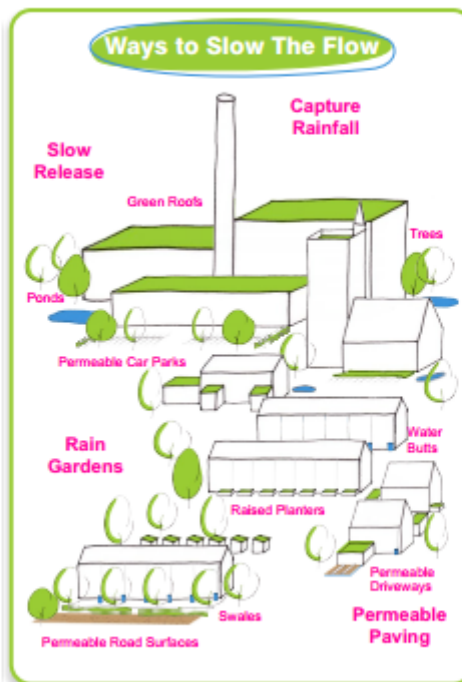 Ways to Slow The Flow
Capture
Rainfall
Slow
Release
Green Roofs
Trees
Ponds
Permeable Car Parks
Rain
Gardens
Water
Butts
Raised Planters
Permeable
Driveways
Swales
Permeable
Paving
Permeable Road Surfaces